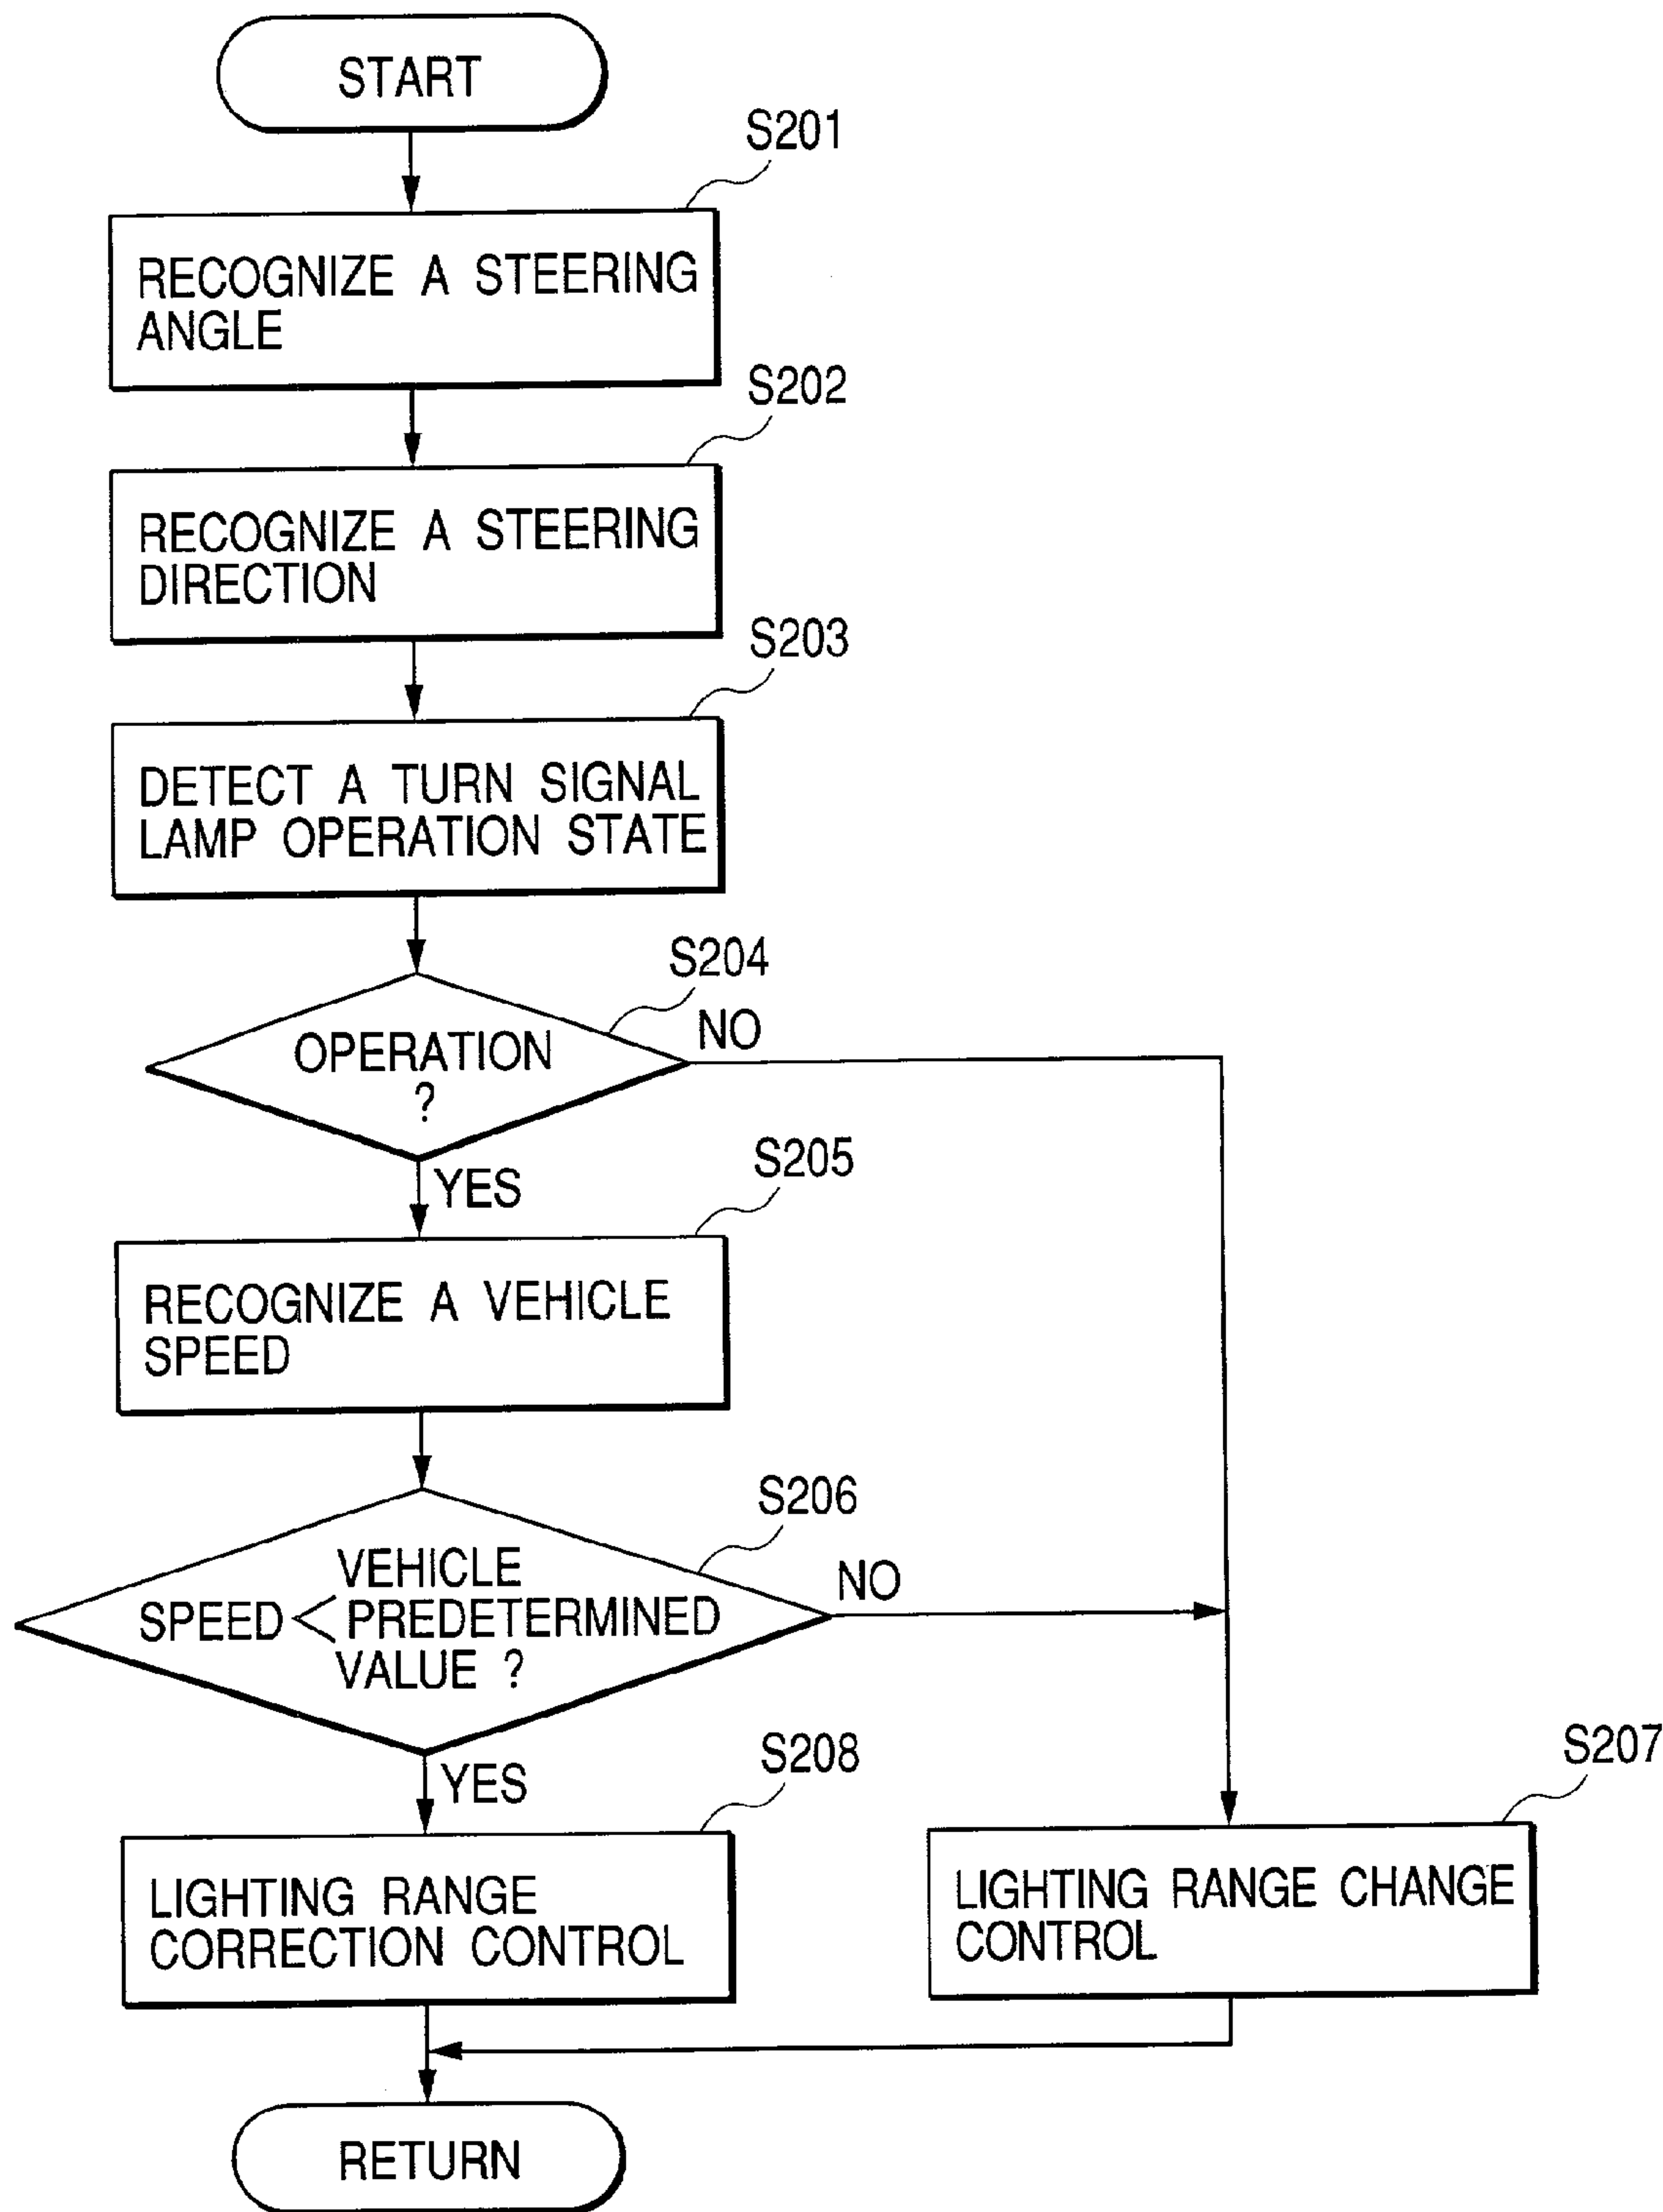 START
S201
RECOGNIZE A STEERING
ANGLE
S202
RECOGNIZE A STEERING
DIRECTION
S203
DETECT A TURN SIGNAL
LAMP OPERATION STATE
S204
OPERATION
?
NO
YES
S205
RECOGNIZE A VEHICLE
SPEED
S206
VEHICLE
SPEED < PREDETERMINED
VALUE ?
NO
YES
S208
LIGHTING RANGE
CORRECTION CONTROL
S207
LIGHTING RANGE CHANGE
CONTROL
RETURN